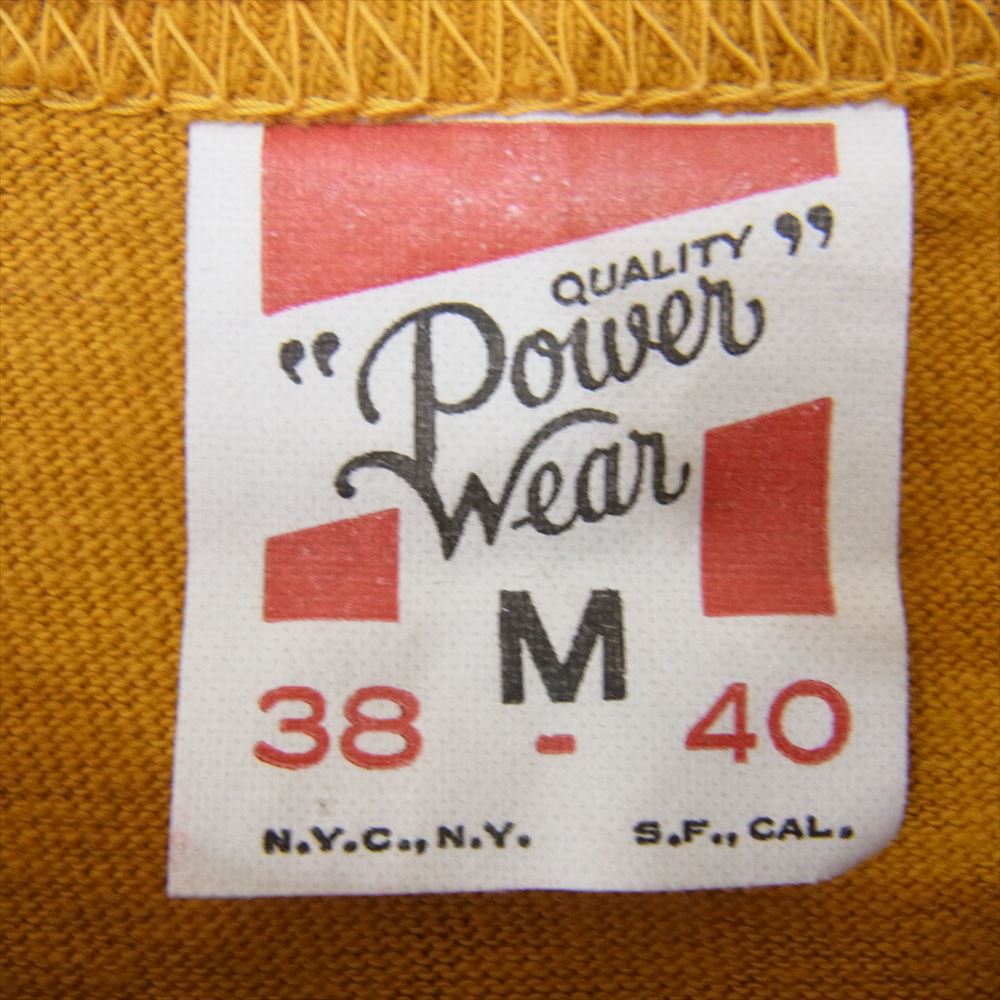 QUALITY
"Power
Wear"
M
38 - 40
N.Y.C., N.Y. S.F., CAL.